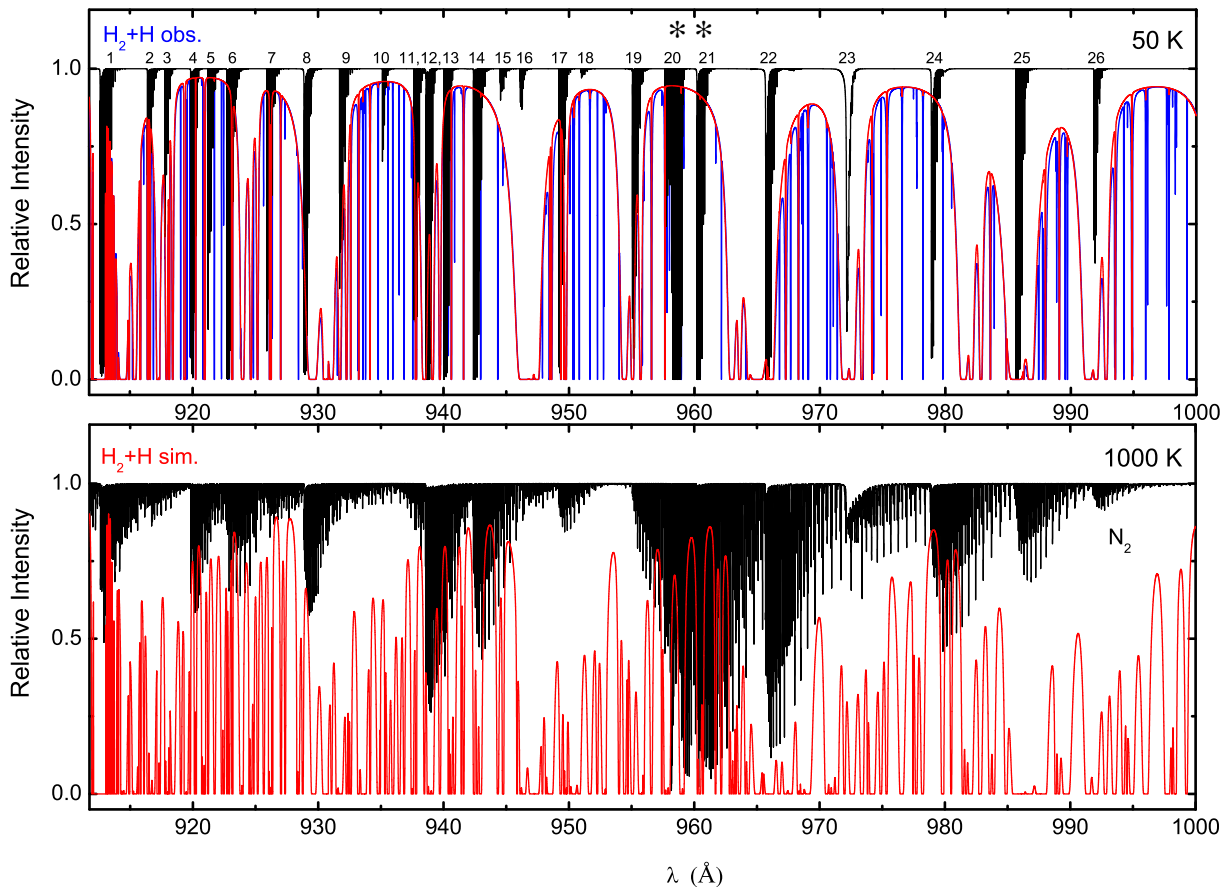 H2+H obs.
* *
50 K
1 2 3 4 5 6 7 8 9 10 11,12,13 14 15 16 17 18 19 20 21 22 23 24 25 26
Relative Intensity
1.0
0.5
0.0
920 930 940 950 960 970 980 990 1000
H2+H sim.
1000 K
Relative Intensity
1.0
N2
0.5
0.0
920 930 940 950 960 970 980 990 1000
λ (Å)